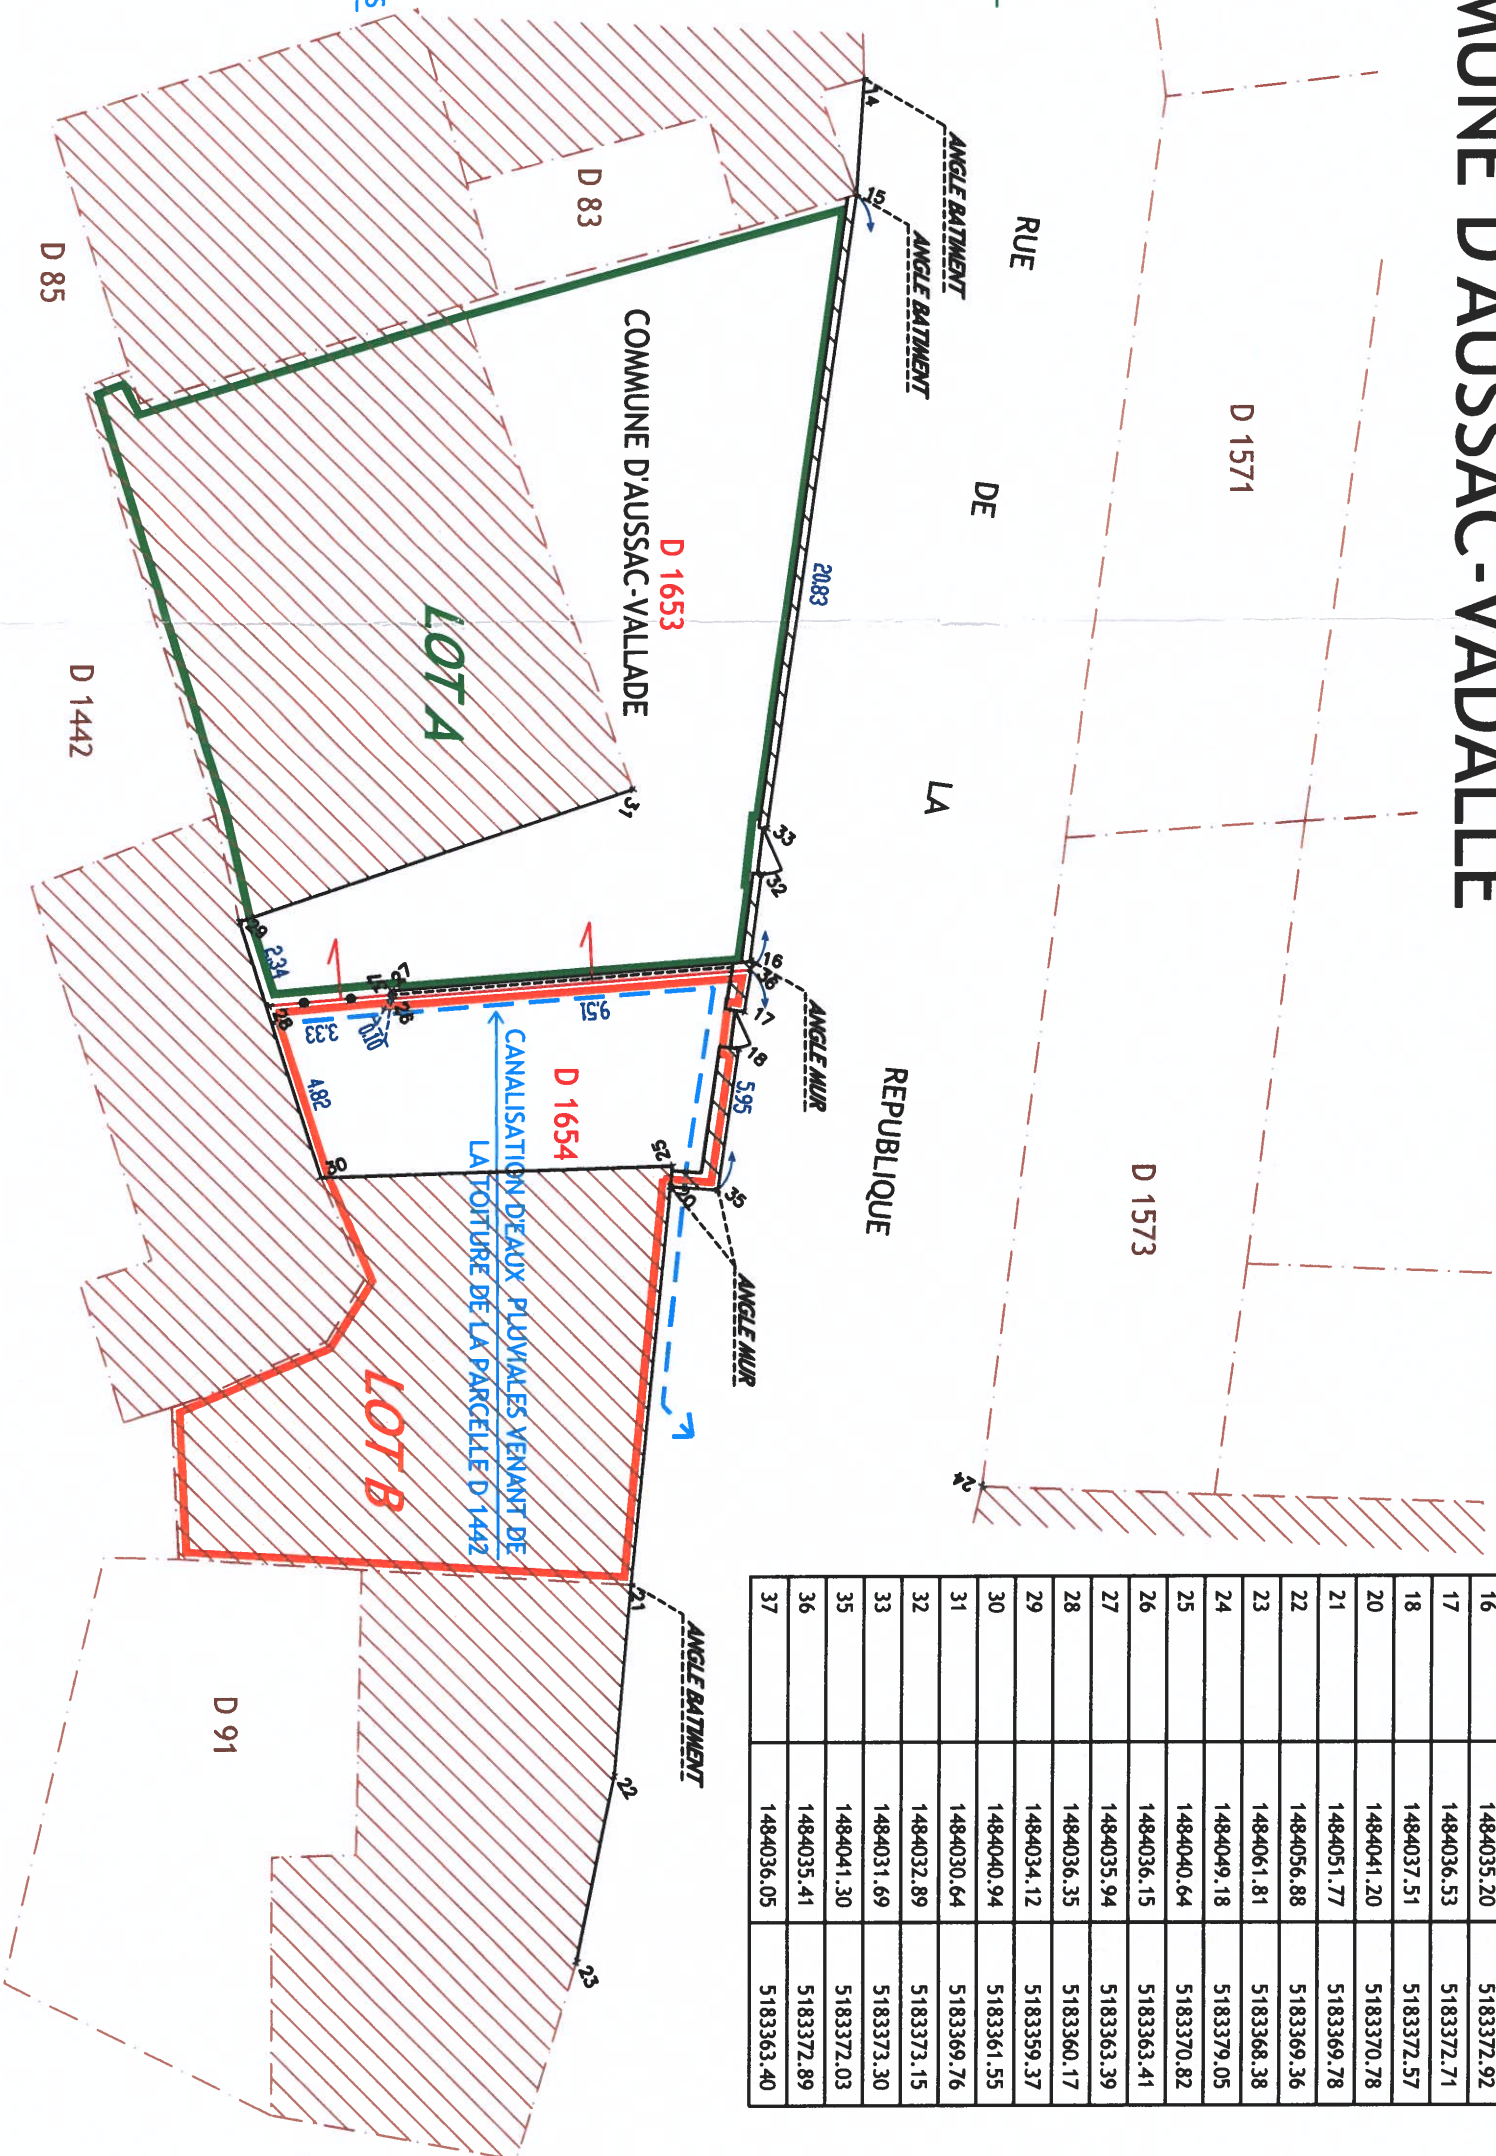 MUNE D'AUSSAC-VADALLE
D 1571
D 1573
RUE
DE
LA
REPUBLIQUE
14
ANGLE BATIMENT
15
ANGLE BATIMENT
20.83
33
32
16
36
17
18
ANGLE MUR
5.95
35
20
25
ANGLE MUR
24
D 83
D 85
D 1653
COMMUNE D'AUSSAC-VALLADE
LOT A
D 1442
29
2.34
27
37
26
0.10
9.51
3.33
28
4.82
D 1654
CANALISATION D'EAUX PLUVIALES VENANT DE
LA TOITURE DE LA PARCELLE D 1442
LOT B
21
ANGLE BATIMENT
22
23
D 91
16 1484035.20 5183372.92
17 1484036.53 5183372.71
18 1484037.51 5183372.57
20 1484041.20 5183370.78
21 1484051.77 5183369.78
22 1484056.88 5183369.36
23 1484061.81 5183368.38
24 1484049.18 5183379.05
25 1484040.64 5183370.82
26 1484036.15 5183363.41
27 1484035.94 5183363.39
28 1484036.35 5183360.17
29 1484034.12 5183359.37
30 1484040.94 5183361.55
31 1484030.64 5183369.76
32 1484032.89 5183373.15
33 1484031.69 5183373.30
35 1484041.30 5183372.03
36 1484035.41 5183372.89
37 1484036.05 5183363.40